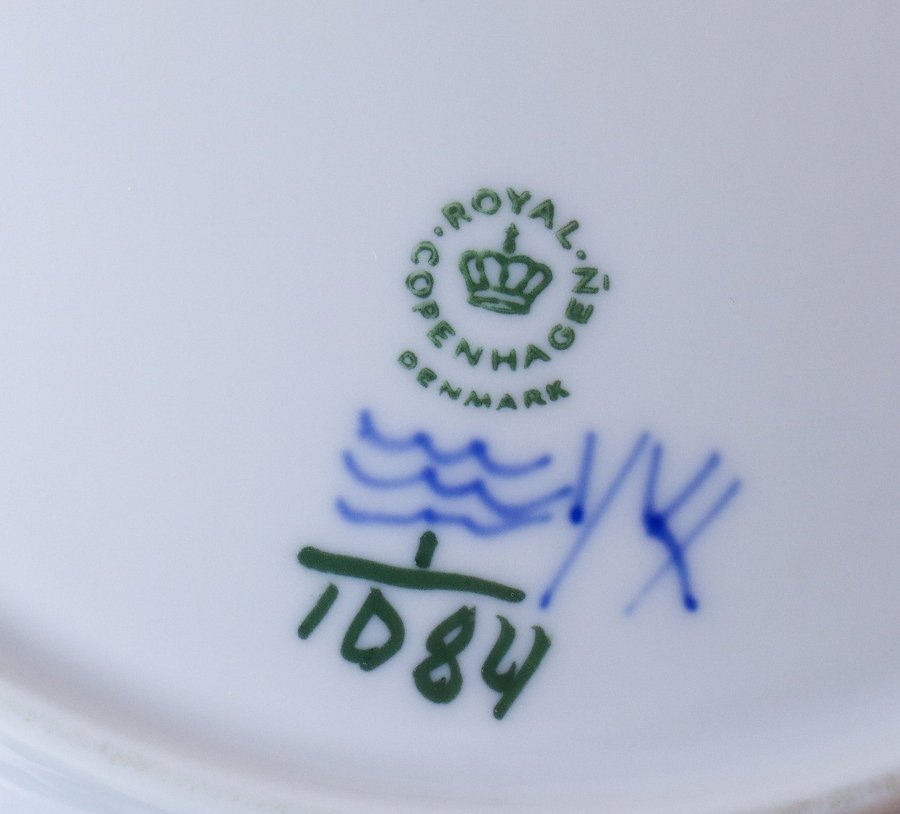 ROYAL
COPENHAGEN
DENMARK
1
1084